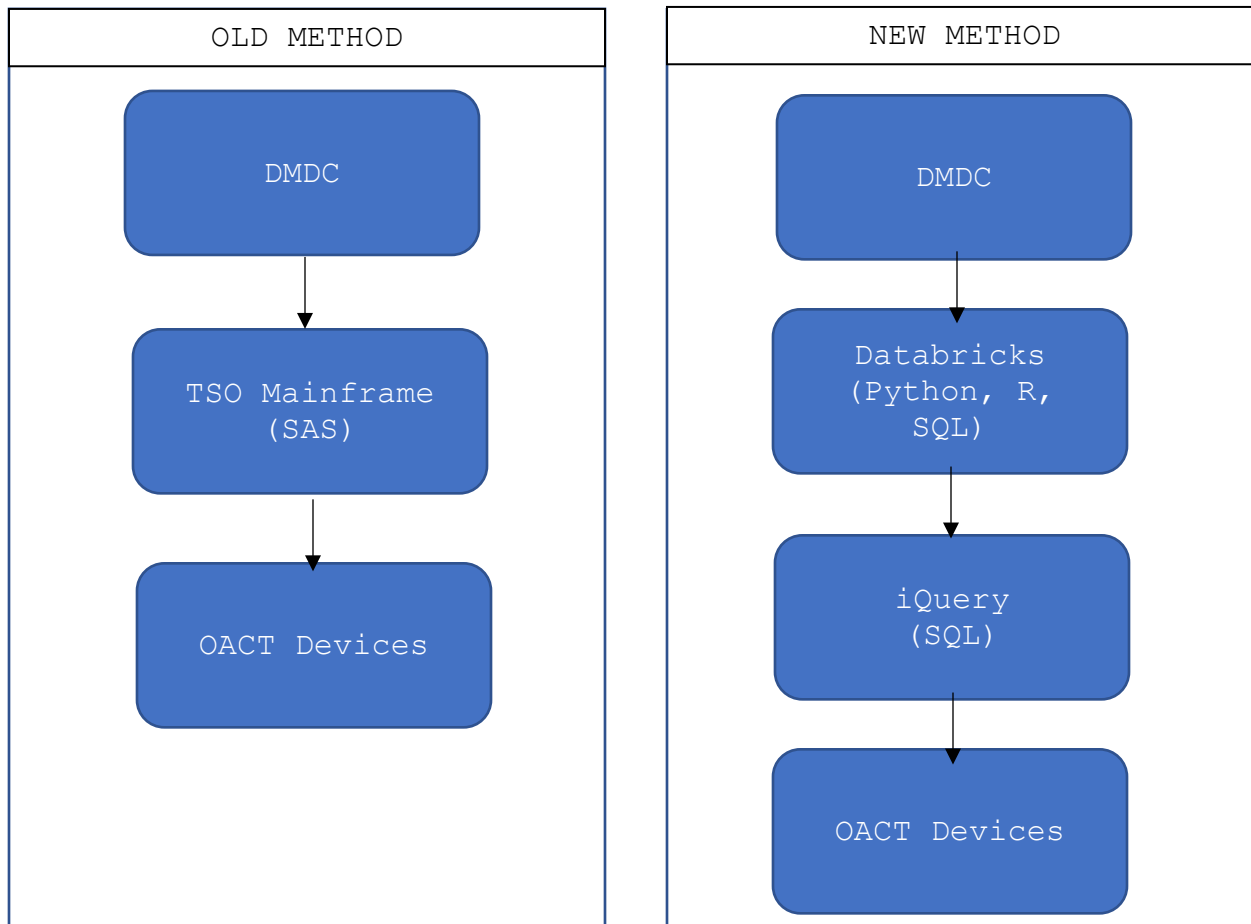 OLD METHOD
DMDC
TSO Mainframe
(SAS)
OACT Devices
NEW METHOD
DMDC
Databricks
(Python, R,
SQL)
iQuery
(SQL)
OACT Devices